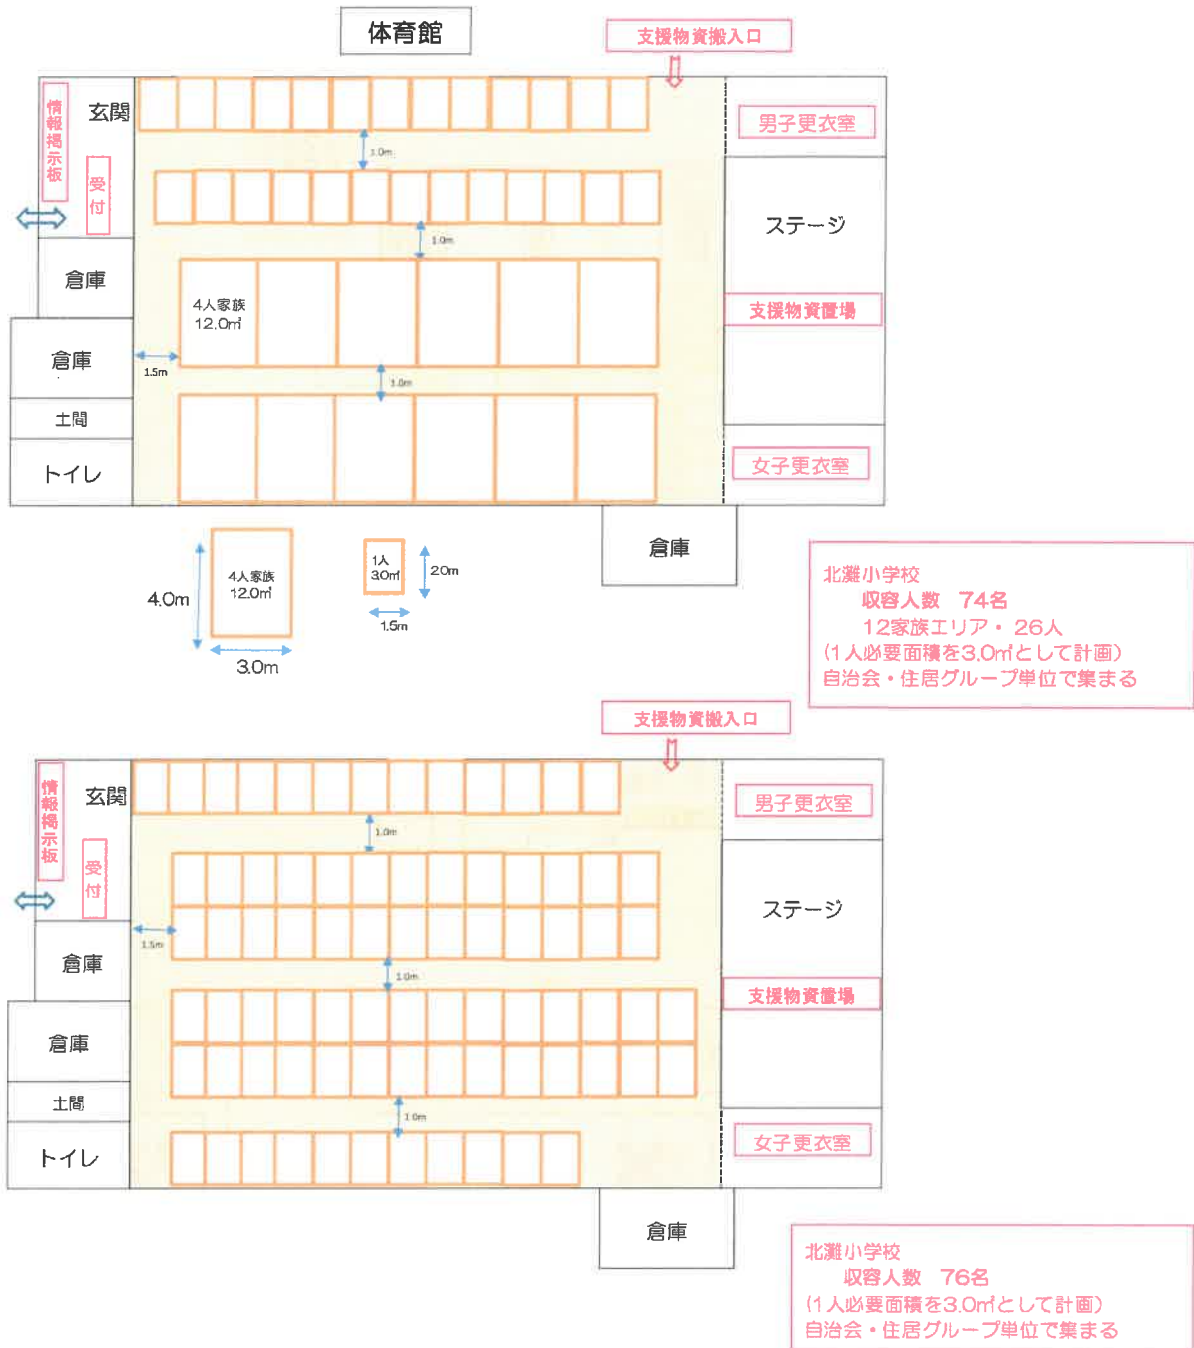 体育館
支援物資搬入口
情報掲示板
玄関
受付
男子更衣室
1.0m
ステージ
1.0m
倉庫
4人家族
12.0㎡
支援物資置場
倉庫
1.5m
1.0m
土間
トイレ
女子更衣室
倉庫
4人家族
12.0㎡
4.0m
3.0m
1人
3.0㎡
2.0m
1.5m
北灘小学校
収容人数 74名
12家族エリア・26人
(1人必要面積を3.0㎡として計画)
自治会・住居グループ単位で集まる
支援物資搬入口
情報掲示板
玄関
受付
男子更衣室
1.0m
ステージ
1.5m
倉庫
1.0m
支援物資置場
倉庫
土間
1.0m
トイレ
女子更衣室
倉庫
北灘小学校
収容人数 76名
(1人必要面積を3.0㎡として計画)
自治会・住居グループ単位で集まる